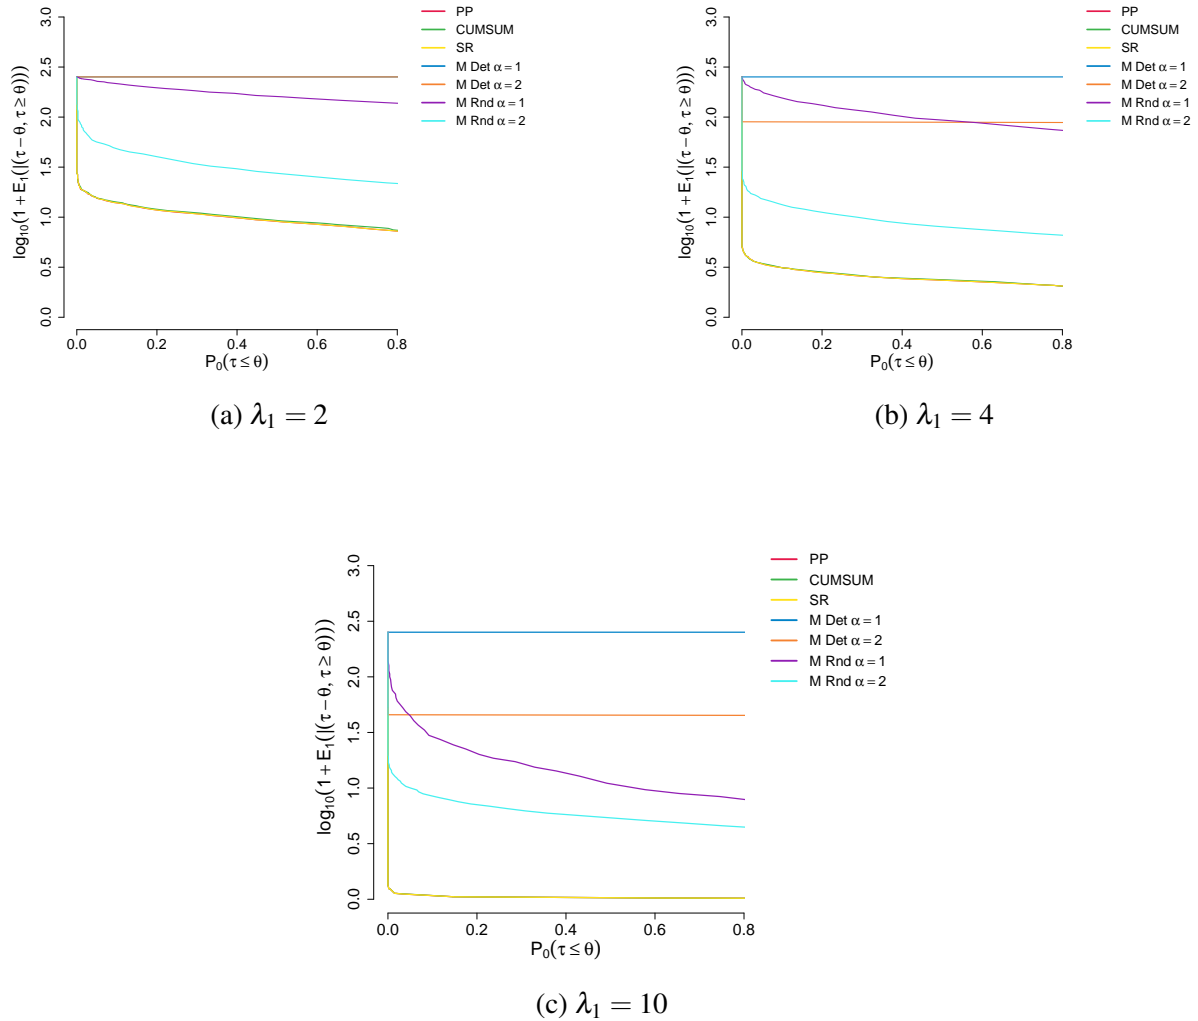 log10(1 + E1(|(τ − θ, τ ≥ θ)))
3.0
2.5
2.0
1.5
1.0
0.5
0.0
0.0 0.2 0.4 0.6 0.8
P0(τ ≤ θ)
PP
CUMSUM
SR
M Det α = 1
M Det α = 2
M Rnd α = 1
M Rnd α = 2
(a) λ1 = 2
log10(1 + E1(|(τ − θ, τ ≥ θ)))
3.0
2.5
2.0
1.5
1.0
0.5
0.0
0.0 0.2 0.4 0.6 0.8
P0(τ ≤ θ)
PP
CUMSUM
SR
M Det α = 1
M Det α = 2
M Rnd α = 1
M Rnd α = 2
(b) λ1 = 4
log10(1 + E1(|(τ − θ, τ ≥ θ)))
3.0
2.5
2.0
1.5
1.0
0.5
0.0
0.0 0.2 0.4 0.6 0.8
P0(τ ≤ θ)
PP
CUMSUM
SR
M Det α = 1
M Det α = 2
M Rnd α = 1
M Rnd α = 2
(c) λ1 = 10